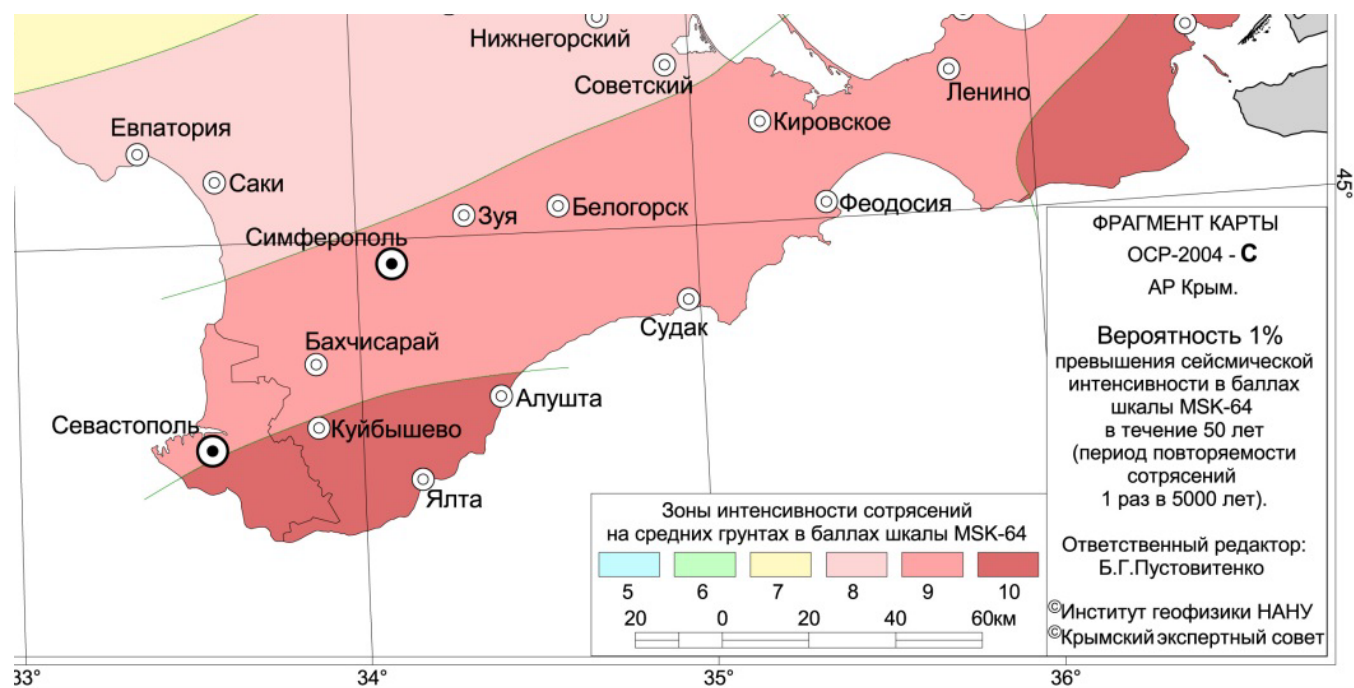 Нижнегорский
Советский
Ленино
Евпатория
Кировское
Саки
Зуя
Белогорск
Феодосия
Симферополь
Судак
Бахчисарай
Алушта
Севастополь
Куйбышево
Ялта
45°
ФРАГМЕНТ КАРТЫ
ОСР-2004 - С
АР Крым.
Вероятность 1%
превышения сейсмической
интенсивности в баллах
шкалы MSK-64
в течение 50 лет
(период повторяемости
сотрясений
1 раз в 5000 лет).
Ответственный редактор:
Б.Г.Пустовитенко
©Институт геофизики НАНУ
©Крымский экспертный совет
Зоны интенсивности сотрясений
на средних грунтах в баллах шкалы MSK-64
5 6 7 8 9 10
20 0 20 40 60км
33° 34° 35° 36°